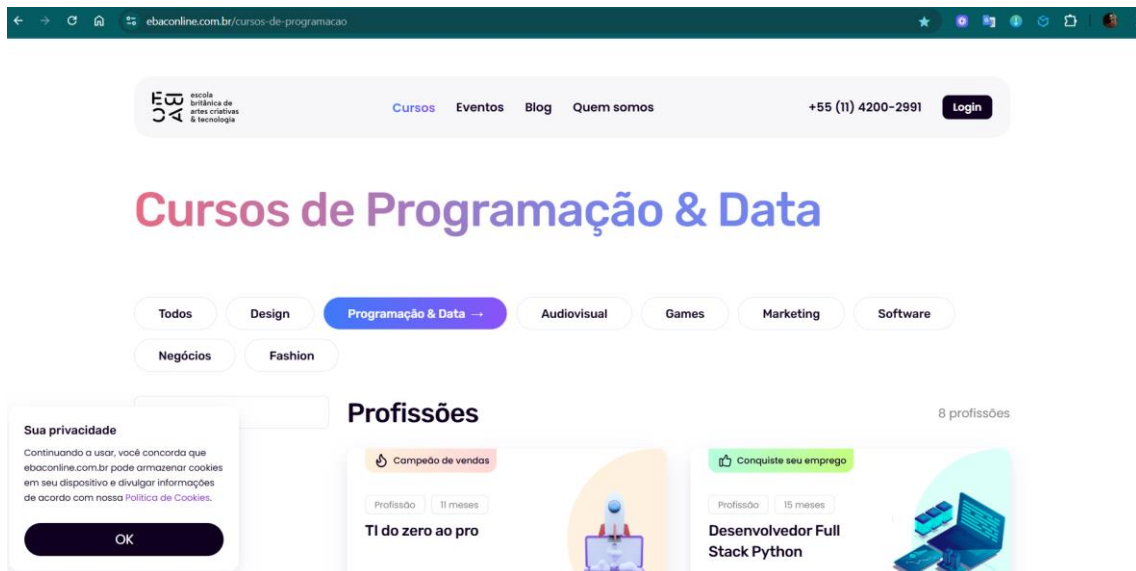 ebaconline.com.br/cursos-de-programacao
EBAC
escola
britânica de
artes criativas
& tecnologia
Cursos Eventos Blog Quem somos +55 (11) 4200-2991 Login
Cursos de Programação & Data
Todos Design Programação & Data → Audiovisual Games Marketing Software
Negócios Fashion
Profissões 8 profissões
Campeão de vendas
Profissão 11 meses
TI do zero ao pro
Conquiste seu emprego
Profissão 15 meses
Desenvolvedor Full
Stack Python
Sua privacidade
Continuando a usar, você concorda que
ebaconline.com.br pode armazenar cookies
em seu dispositivo e divulgar informações
de acordo com nossa Política de Cookies.
OK